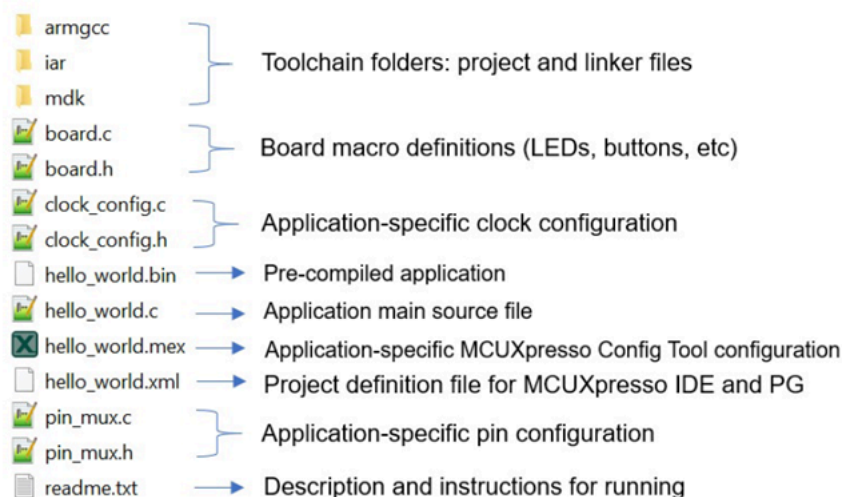 armgcc
iar
mdk
Toolchain folders: project and linker files
board.c
board.h
Board macro definitions (LEDs, buttons, etc)
clock_config.c
clock_config.h
Application-specific clock configuration
hello_world.bin
Pre-compiled application
hello_world.c
Application main source file
hello_world.mex
Application-specific MCUXpresso Config Tool configuration
hello_world.xml
Project definition file for MCUXpresso IDE and PG
pin_mux.c
pin_mux.h
Application-specific pin configuration
readme.txt
Description and instructions for running